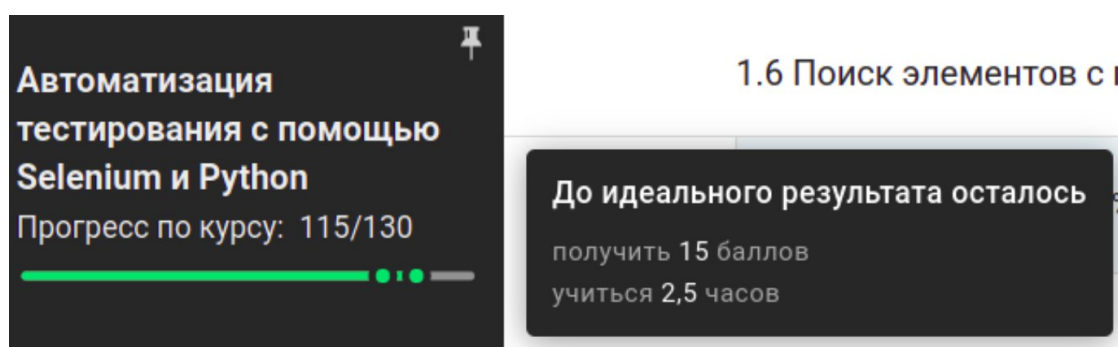 Автоматизация
тестирования с помощью
Selenium и Python
Прогресс по курсу: 115/130
1.6 Поиск элементов с
До идеального результата осталось
получить 15 баллов
учиться 2,5 часов